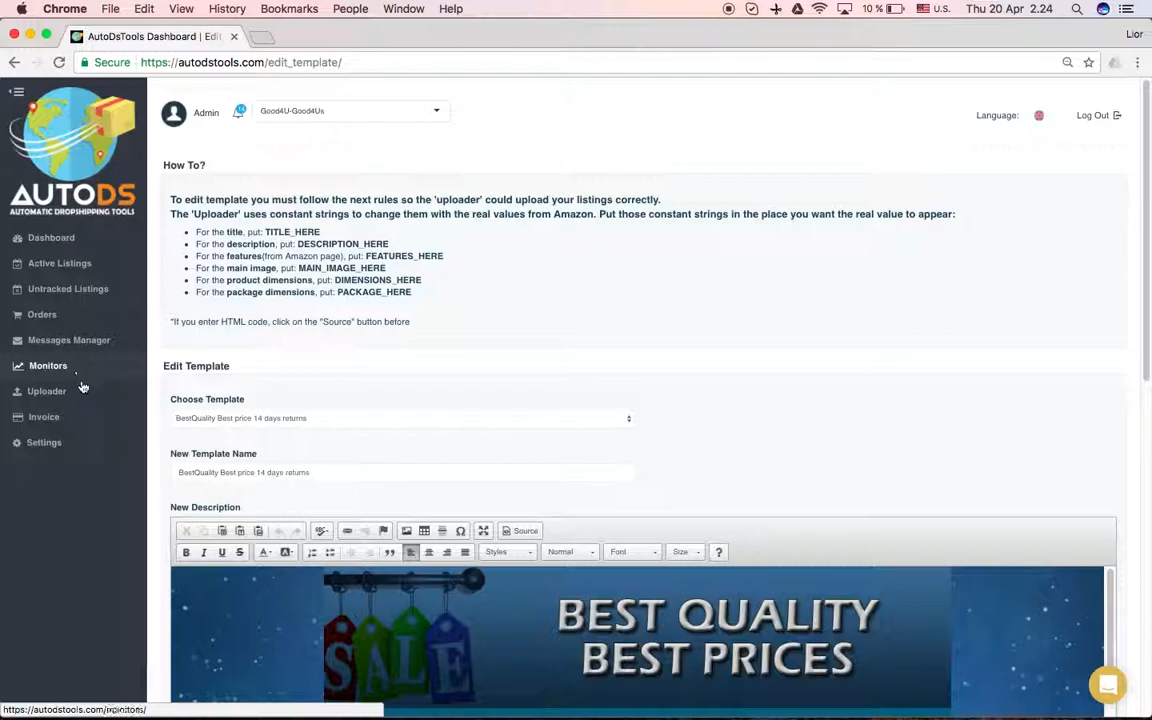 Chrome File Edit View History Bookmarks People Window Help 10 % U.S. Thu 20 Apr 2.24
AutoDsTools Dashboard | Edi Lior
Secure https://autodstools.com/edit_template/
AUTODS
AUTOMATIC DROPSHIPPING TOOLS
Dashboard
Active Listings
Untracked Listings
Orders
Messages Manager
Monitors
Uploader
Invoice
Settings
Admin 14 Good4U-Good4Us Language: Log Out
How To?
To edit template you must follow the next rules so the 'uploader' could upload your listings correctly.
The 'Uploader' uses constant strings to change them with the real values from Amazon. Put those constant strings in the place you want the real value to appear:
For the title, put: TITLE_HERE
For the description, put: DESCRIPTION_HERE
For the features(from Amazon page), put: FEATURES_HERE
For the main image, put: MAIN_IMAGE_HERE
For the product dimensions, put: DIMENSIONS_HERE
For the package dimensions, put: PACKAGE_HERE
*If you enter HTML code, click on the "Source" button before
Edit Template
Choose Template
BestQuality Best price 14 days returns
New Template Name
BestQuality Best price 14 days returns
New Description
Source
B I U S Styles Normal Font Size ?
SALE
BEST QUALITY
BEST PRICES
https://autodstools.com/monitors/